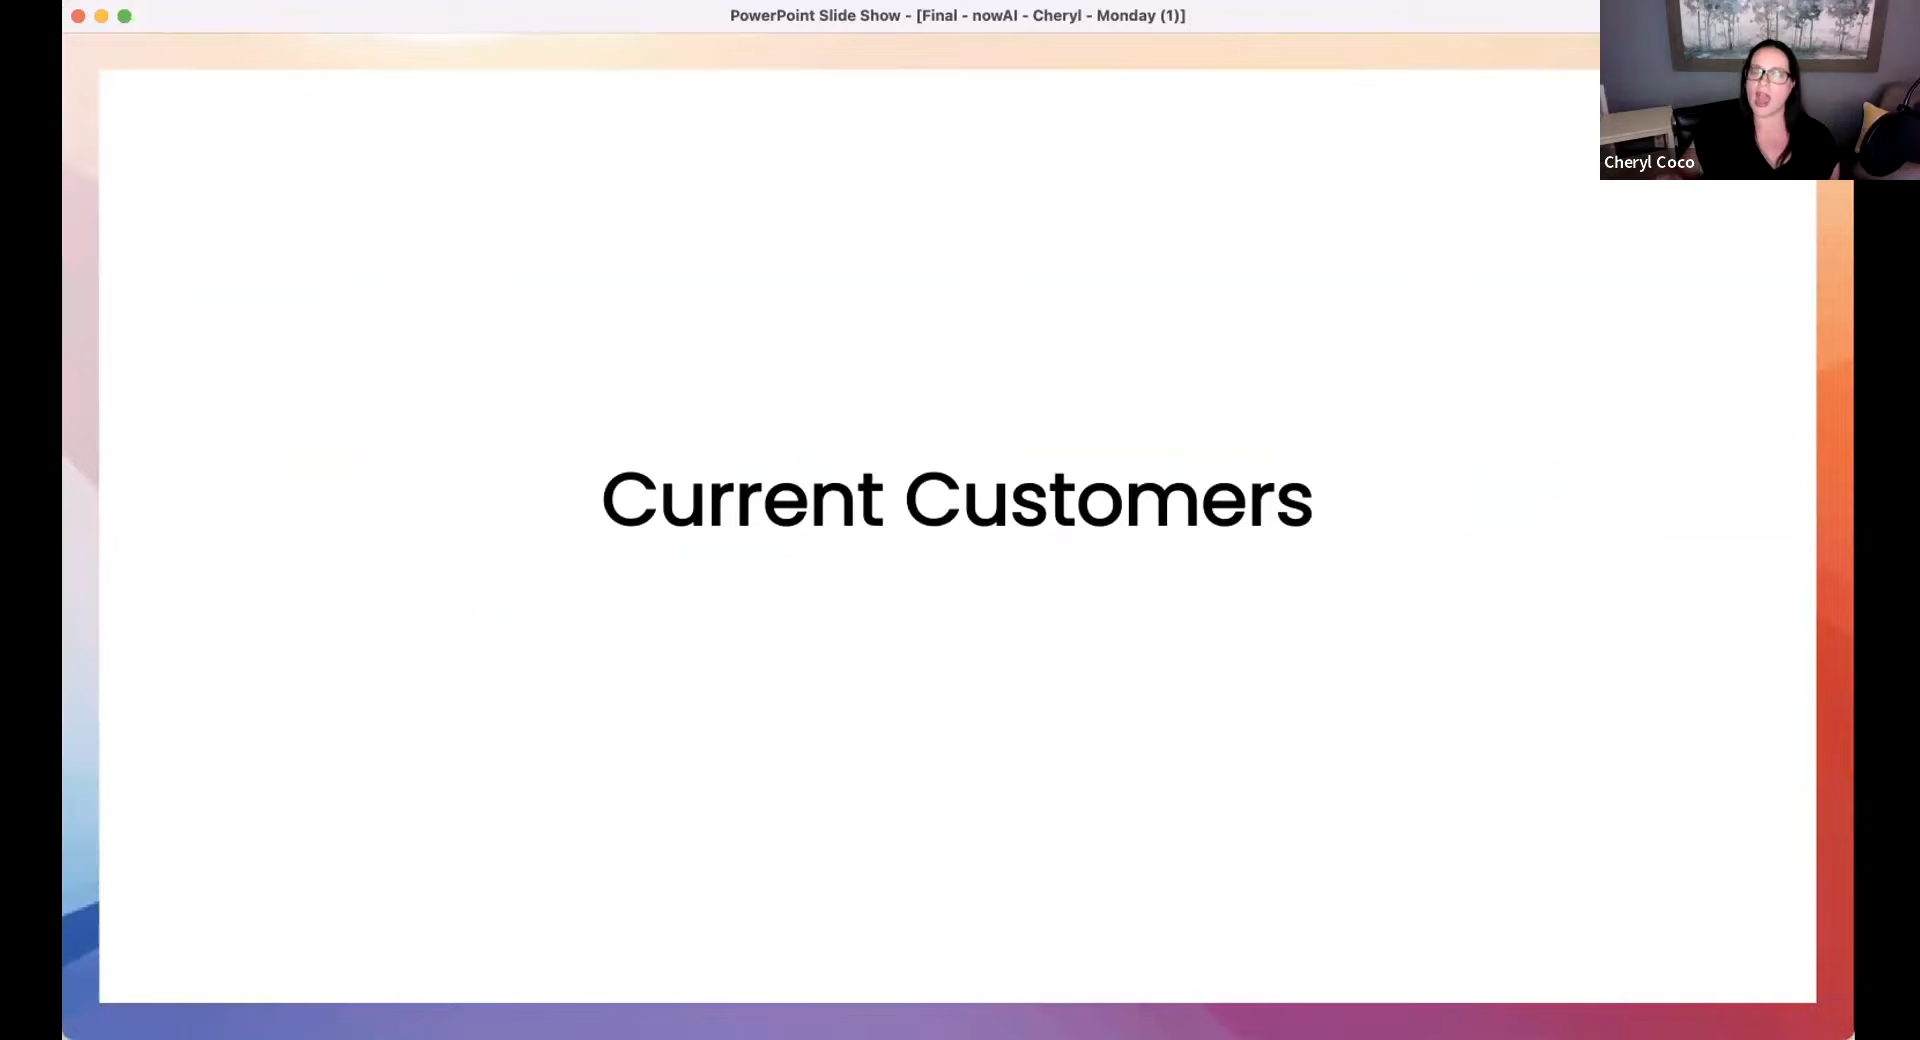 PowerPoint Slide Show - [Final - nowAI - Cheryl - Monday (1)]
Cheryl Coco
Current Customers